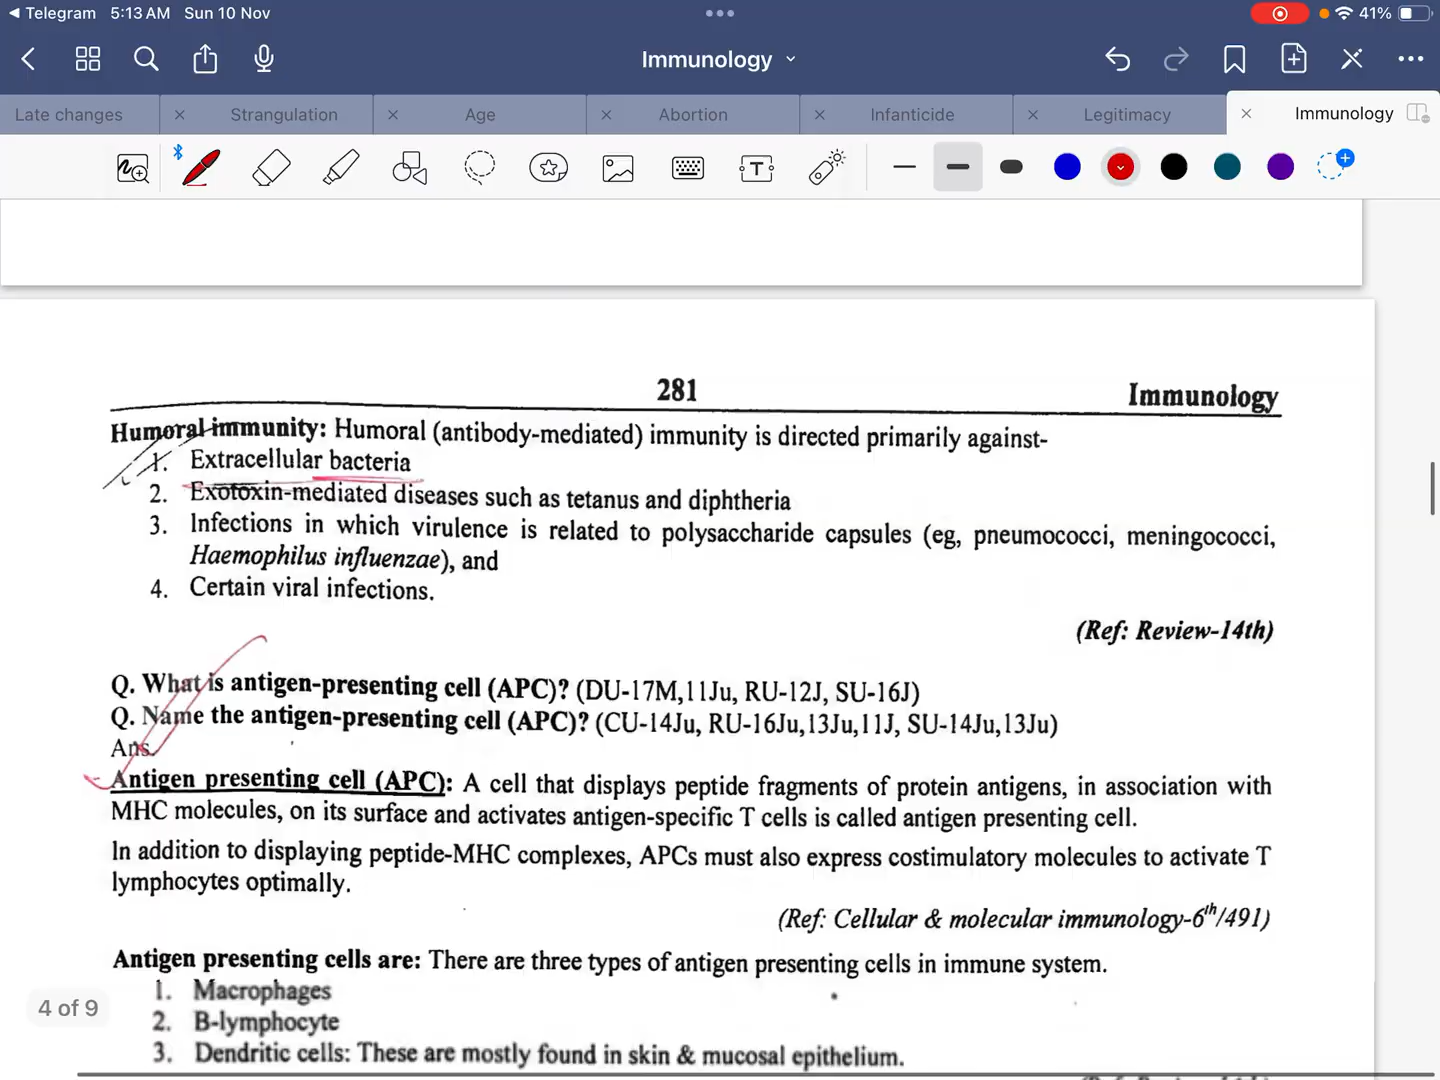 Telegram 5:13 AM Sun 10 Nov 41%
Immunology
Late changes Strangulation Age Abortion Infanticide Legitimacy Immunology
T
281 Immunology
Humoral immunity: Humoral (antibody-mediated) immunity is directed primarily against-
1. Extracellular bacteria
2. Exotoxin-mediated diseases such as tetanus and diphtheria
3. Infections in which virulence is related to polysaccharide capsules (eg, pneumococci, meningococci,
Haemophilus influenzae), and
4. Certain viral infections.
(Ref: Review-14th)
Q. What is antigen-presenting cell (APC)? (DU-17M,11Ju, RU-12J, SU-16J)
Q. Name the antigen-presenting cell (APC)? (CU-14Ju, RU-16Ju,13Ju,11J, SU-14Ju,13Ju)
Ans.
Antigen presenting cell (APC): A cell that displays peptide fragments of protein antigens, in association with
MHC molecules, on its surface and activates antigen-specific T cells is called antigen presenting cell.
In addition to displaying peptide-MHC complexes, APCs must also express costimulatory molecules to activate T
lymphocytes optimally.
(Ref: Cellular & molecular immunology-6th/491)
Antigen presenting cells are: There are three types of antigen presenting cells in immune system.
1. Macrophages
2. B-lymphocyte
3. Dendritic cells: These are mostly found in skin & mucosal epithelium.
4 of 9